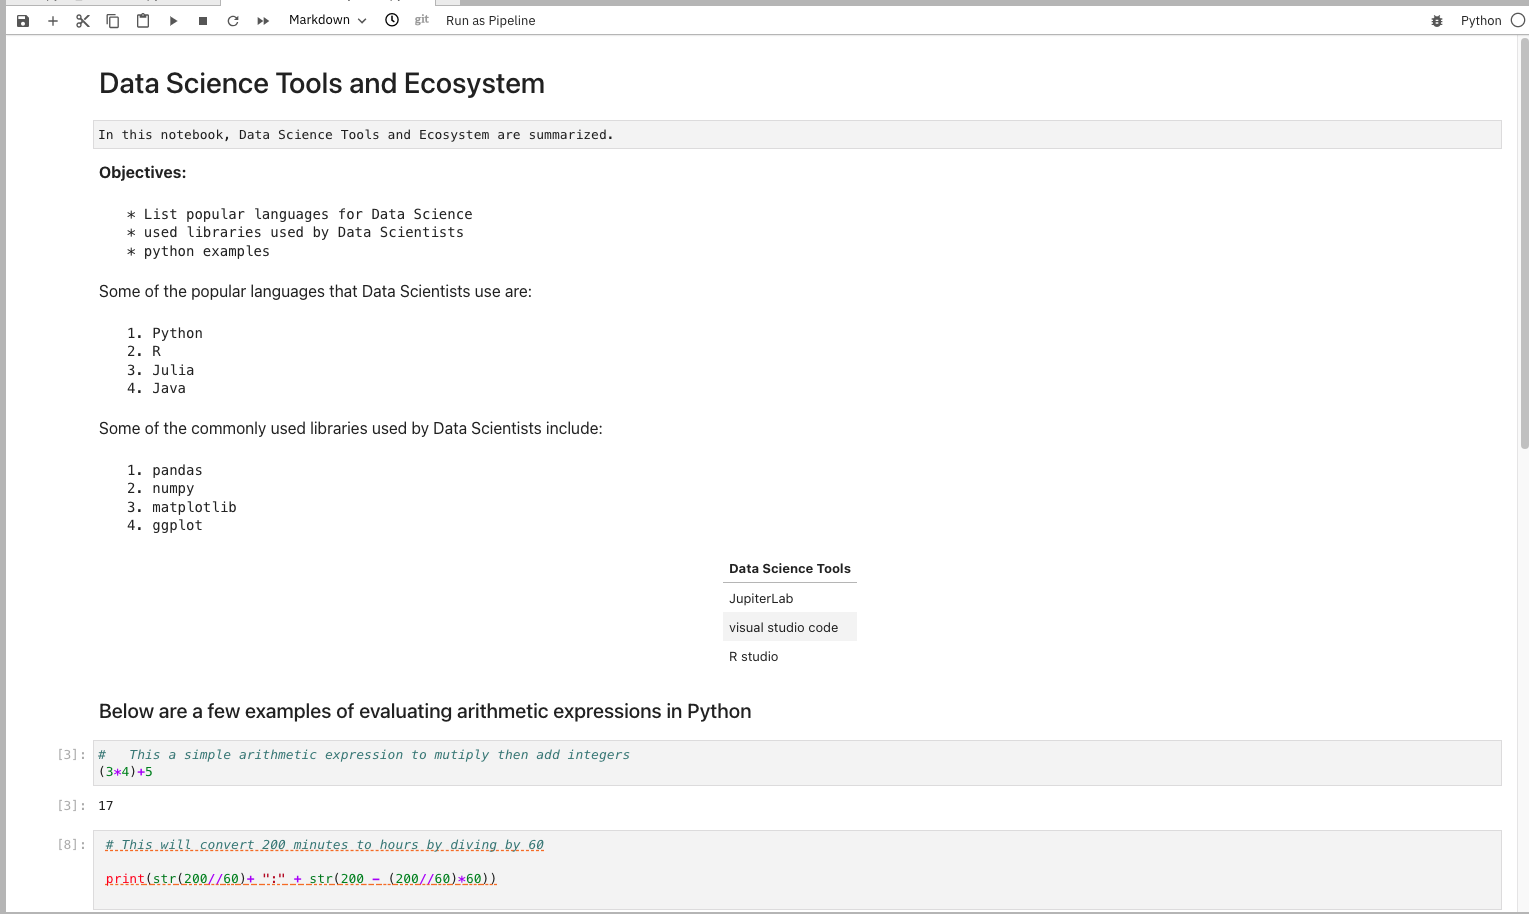 Markdown
git
Run as Pipeline
Python
Data Science Tools and Ecosystem
In this notebook, Data Science Tools and Ecosystem are summarized.
Objectives:
* List popular languages for Data Science
* used libraries used by Data Scientists
* python examples
Some of the popular languages that Data Scientists use are:
1. Python
2. R
3. Julia
4. Java
Some of the commonly used libraries used by Data Scientists include:
1. pandas
2. numpy
3. matplotlib
4. ggplot
Data Science Tools
JupiterLab
visual studio code
R studio
Below are a few examples of evaluating arithmetic expressions in Python
[3]: #   This a simple arithmetic expression to mutiply then add integers
(3*4)+5
[3]: 17
[8]: # This will convert 200 minutes to hours by diving by 60
print(str(200//60)+ ":" + str(200 - (200//60)*60))